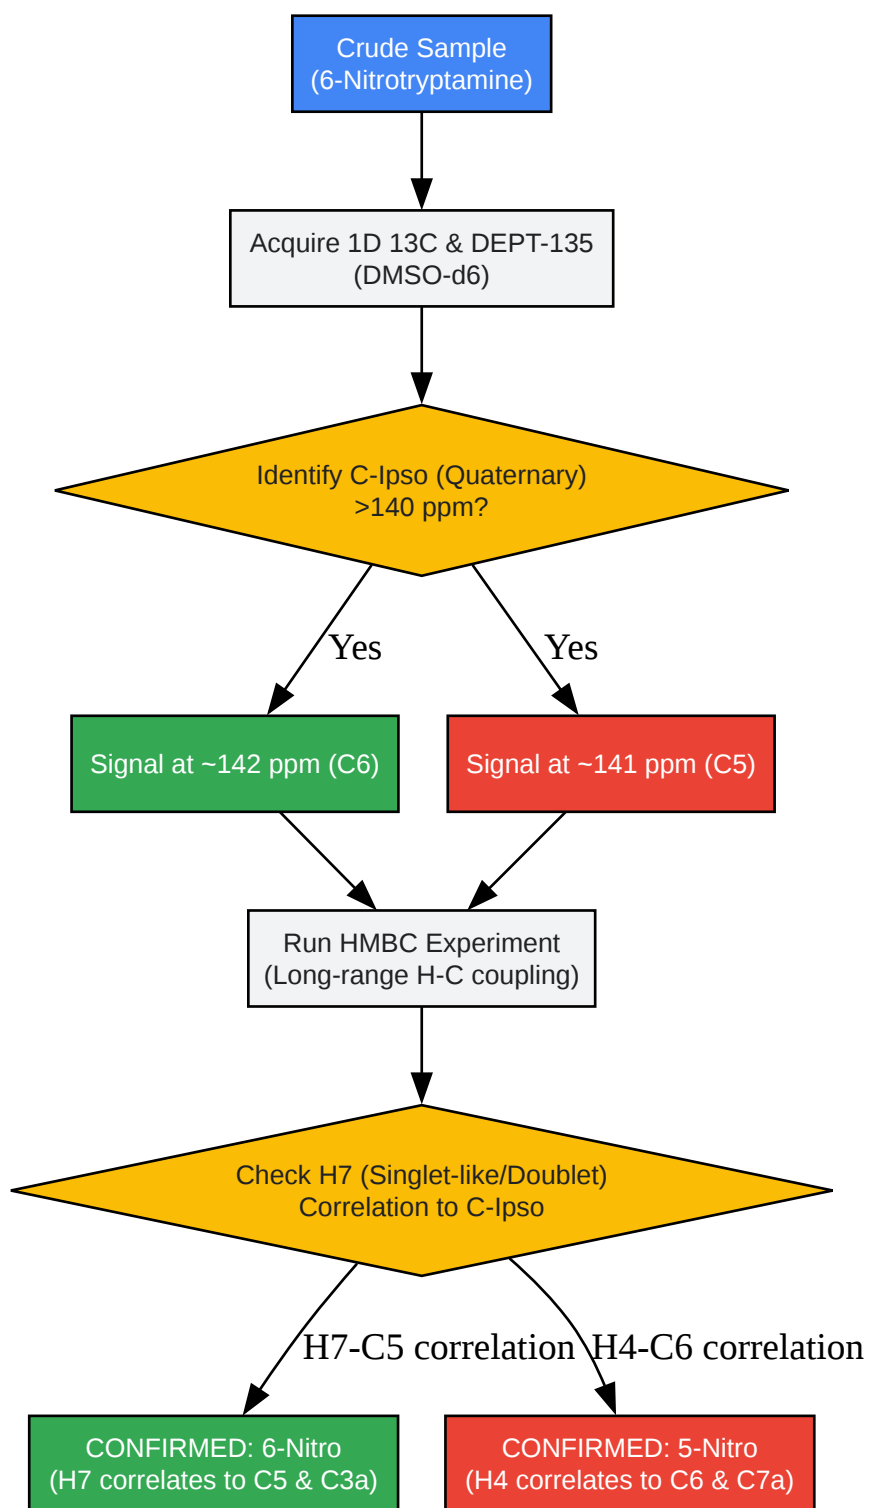 Crude Sample
(6-Nitrotryptamine)
Acquire 1D 13C & DEPT-135
(DMSO-d6)
Identify C-Ipso (Quaternary)
>140 ppm?
Yes
Yes
Signal at ~142 ppm (C6)
Signal at ~141 ppm (C5)
Run HMBC Experiment
(Long-range H-C coupling)
Check H7 (Singlet-like/Doublet)
Correlation to C-Ipso
H7-C5 correlation
H4-C6 correlation
CONFIRMED: 6-Nitro
(H7 correlates to C5 & C3a)
CONFIRMED: 5-Nitro
(H4 correlates to C6 & C7a)